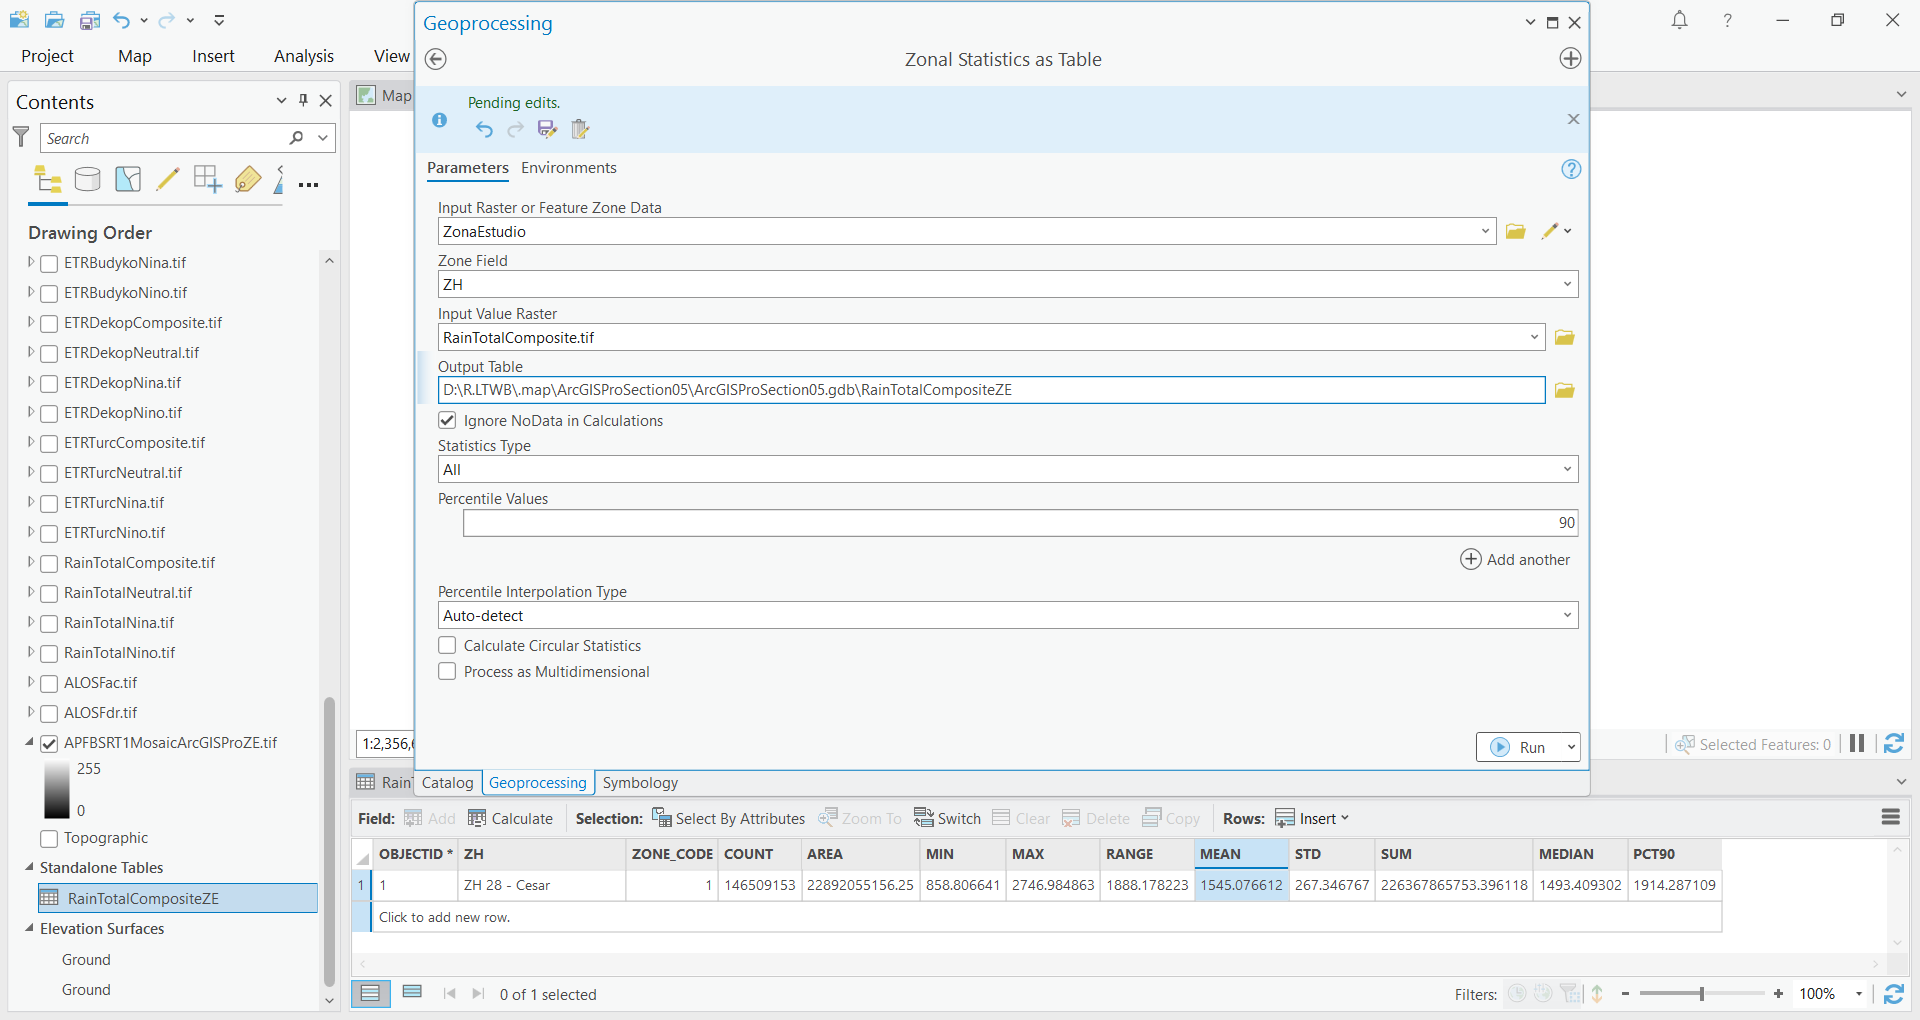 Geoprocessing
Project Map Insert Analysis View
Zonal Statistics as Table
Contents
Map
Pending edits.
Search
Parameters Environments
Input Raster or Feature Zone Data
ZonaEstudio
Zone Field
ZH
Input Value Raster
RainTotalComposite.tif
Output Table
D:\R.LTWB\.map\ArcGISProSection05\ArcGISProSection05.gdb\RainTotalCompositeZE
Ignore NoData in Calculations
Statistics Type
All
Percentile Values
90
Add another
Percentile Interpolation Type
Auto-detect
Calculate Circular Statistics
Process as Multidimensional
Run
Drawing Order
ETRBudykoNina.tif
ETRBudykoNino.tif
ETRDekopComposite.tif
ETRDekopNeutral.tif
ETRDekopNina.tif
ETRDekopNino.tif
ETRTurcComposite.tif
ETRTurcNeutral.tif
ETRTurcNina.tif
ETRTurcNino.tif
RainTotalComposite.tif
RainTotalNeutral.tif
RainTotalNina.tif
RainTotalNino.tif
ALOSFac.tif
ALOSFdr.tif
APFBSRT1MosaicArcGISProZE.tif
255
0
Topographic
Standalone Tables
RainTotalCompositeZE
Elevation Surfaces
Ground
Ground
1:2,356,6
Selected Features: 0
RainT
Catalog Geoprocessing Symbology
Field: Add Calculate Selection: Select By Attributes Zoom To Switch Clear Delete Copy Rows: Insert
OBJECTID * ZH ZONE_CODE COUNT AREA MIN MAX RANGE MEAN STD SUM MEDIAN PCT90
1 1 ZH 28 - Cesar 1 146509153 22892055156.25 858.806641 2746.984863 1888.178223 1545.076612 267.346767 226367865753.396118 1493.409302 1914.287109
Click to add new row.
0 of 1 selected
Filters:
100%